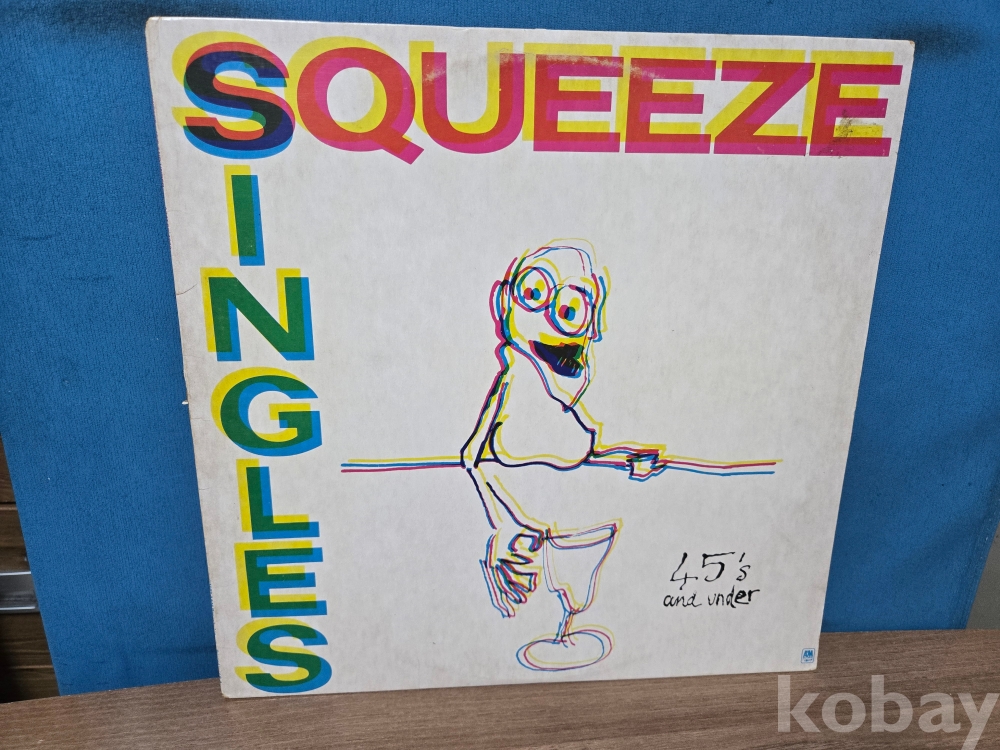 SQUEEZE
SINGLES
45's
and under
kobay